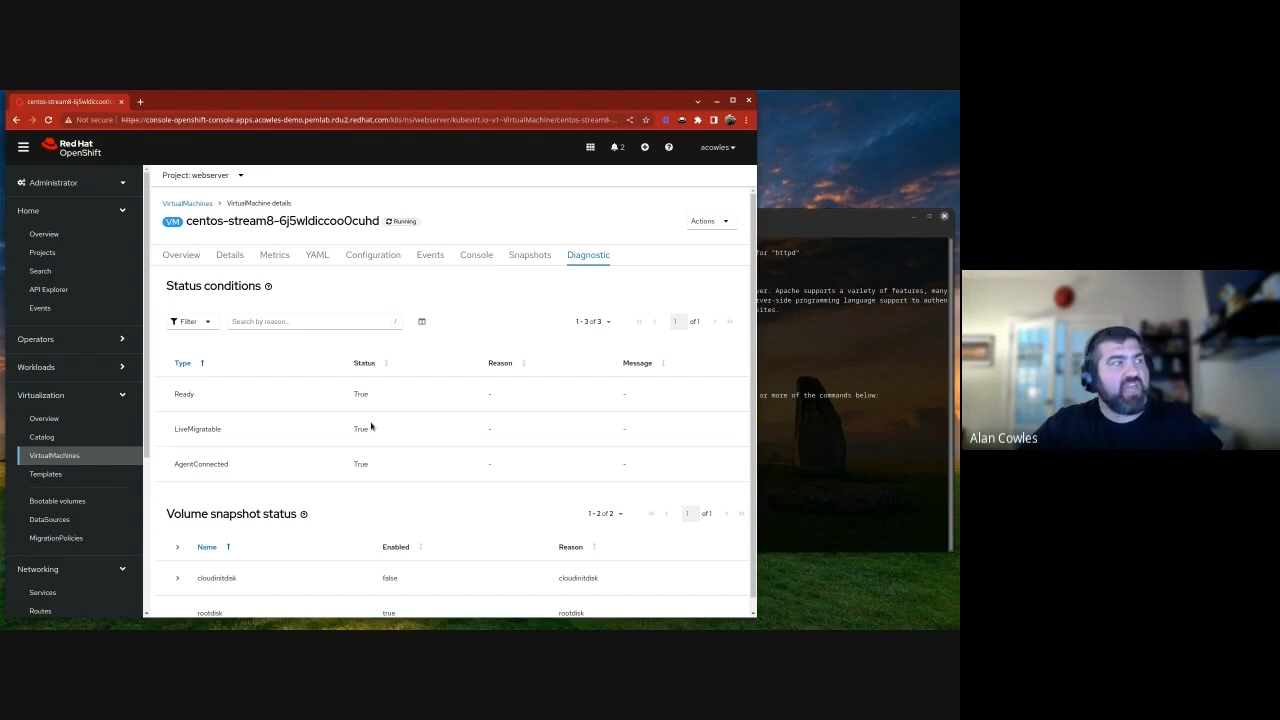 centos-stream8-6j5wldiccoo0c
Not secure
https://console-openshift-console.apps.acowles-demo.pemlab.rdu2.redhat.com/k8s/ns/webserver/kubevirt.io~v1~VirtualMachine/centos-stream8-...
Red Hat
OpenShift
2
acowles
Administrator
Home
Overview
Projects
Search
API Explorer
Events
Operators
Workloads
Virtualization
Overview
Catalog
VirtualMachines
Templates
Bootable volumes
DataSources
MigrationPolicies
Networking
Services
Routes
Project: webserver
VirtualMachines > VirtualMachine details
VM centos-stream8-6j5wldiccoo0cuhd Running
Actions
Overview Details Metrics YAML Configuration Events Console Snapshots Diagnostic
Status conditions
Filter Search by reason... / 1 - 3 of 3 1 of 1
Type Status Reason Message
Ready True - -
LiveMigratable True - -
AgentConnected True - -
Volume snapshot status 1 - 2 of 2 1 of 1
Name Enabled Reason
cloudinitdisk false cloudinitdisk
rootdisk true rootdisk
for "httpd"
ver. Apache supports a variety of features, many
rver-side programming language support to authen
sites.
or more of the commands below:
Alan Cowles